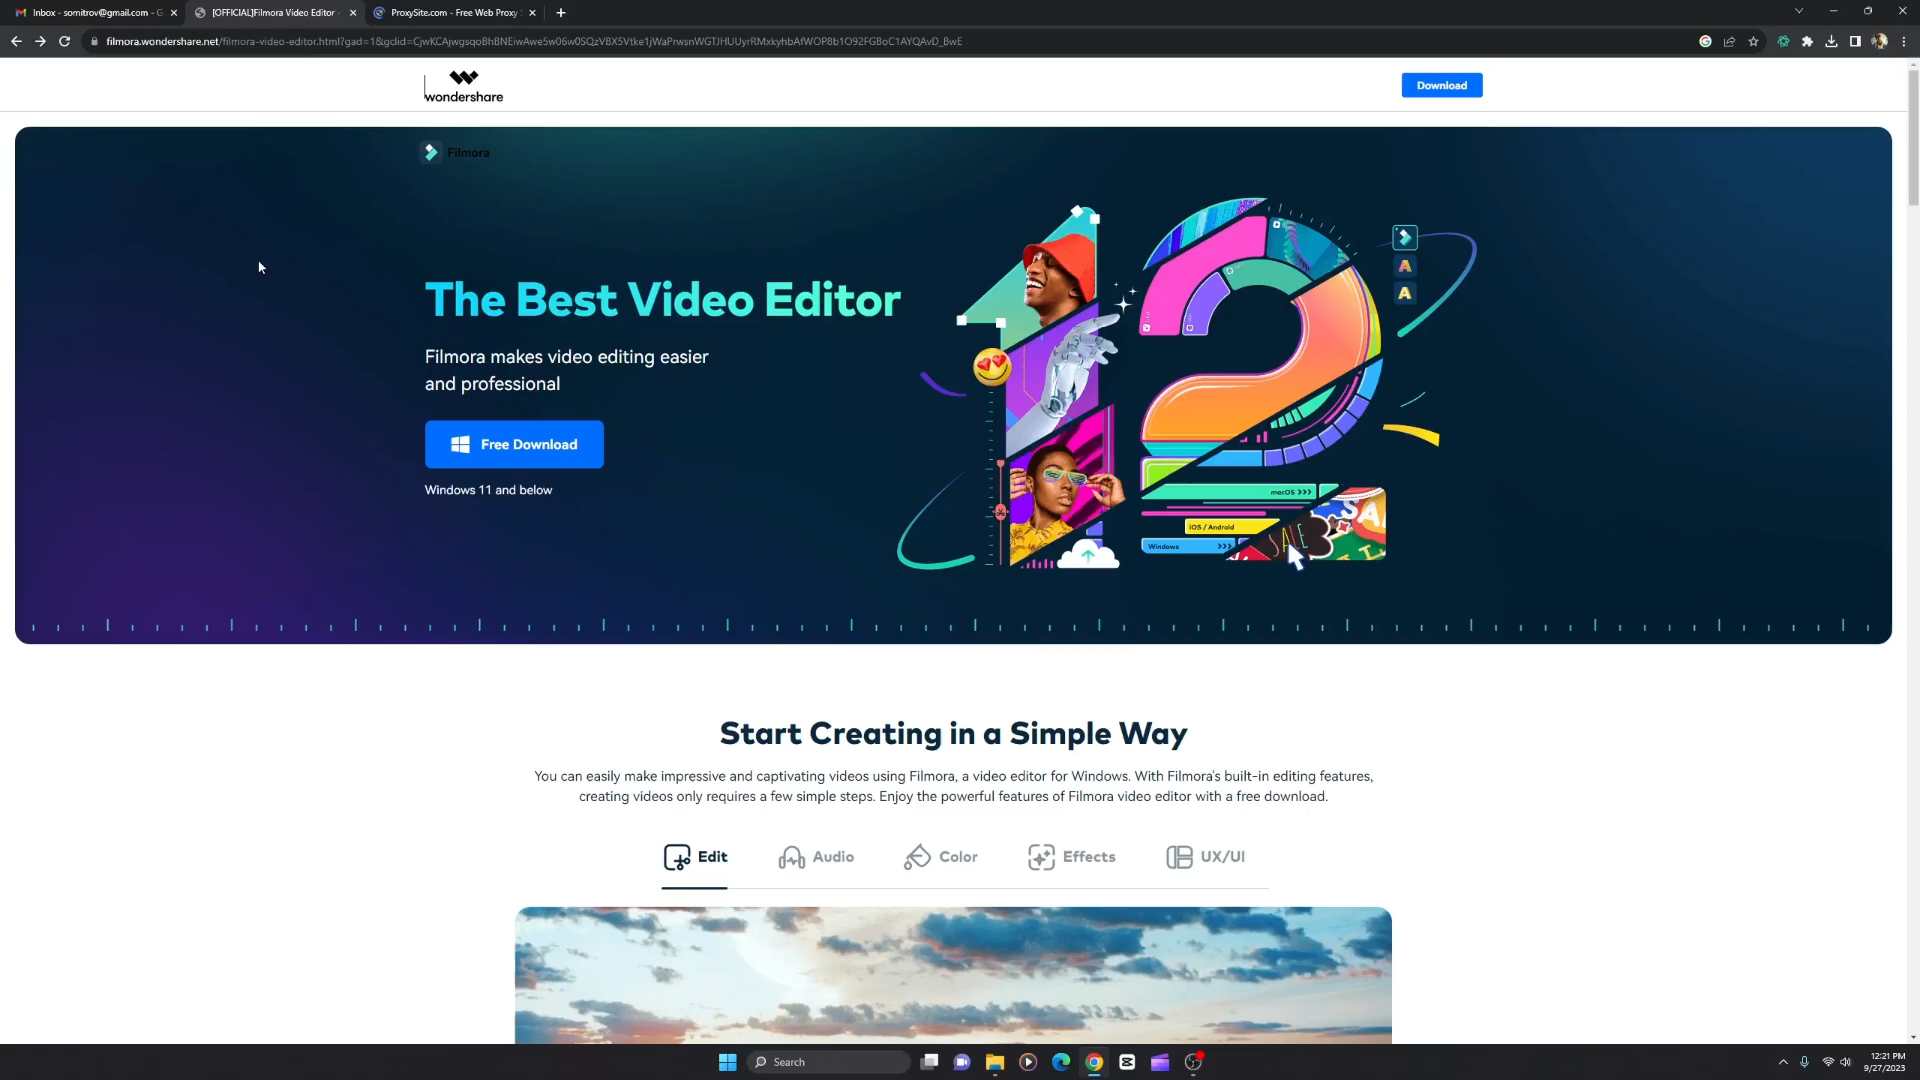 Inbox - somitrov@gmail.com - G
[OFFICIAL]Filmora Video Editor -
ProxySite.com - Free Web Proxy
filmora.wondershare.net/filmora-video-editor.html?gad=1&gclid=CjwKCAjwgsqoBhBNEiwAwe5w06w0SQzVBX5Vtke1jWaPrwsnWGTJHUUyrRMxkyhbAfWOP8b1O92FGBoC1AYQAvD_BwE
wondershare
Download
Filmora
The Best Video Editor
Filmora makes video editing easier
and professional
Free Download
Windows 11 and below
A
A
macOS >>>
iOS / Android
Windows >>>
SALE
Start Creating in a Simple Way
You can easily make impressive and captivating videos using Filmora, a video editor for Windows. With Filmora's built-in editing features,
creating videos only requires a few simple steps. Enjoy the powerful features of Filmora video editor with a free download.
Edit
Audio
Color
Effects
UX/UI
Search
12:21 PM
9/27/2023